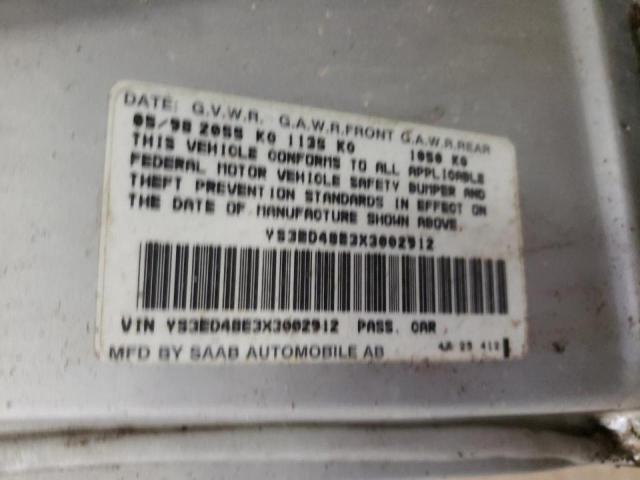 DATE: G.V.W.R. G.A.W.R.FRONT G.A.W.R.REAR
05/98 2055 KG 1135 KG 1050 KG
THIS VEHICLE CONFORMS TO ALL APPLICABLE
FEDERAL MOTOR VEHICLE SAFETY BUMPER AND
THEFT PREVENTION STANDARDS IN EFFECT ON
THE DATE OF MANUFACTURE SHOWN ABOVE.
YS3ED48E3X3002912
VIN YS3ED48E3X3002912 PASS. CAR
MFD BY SAAB AUTOMOBILE AB